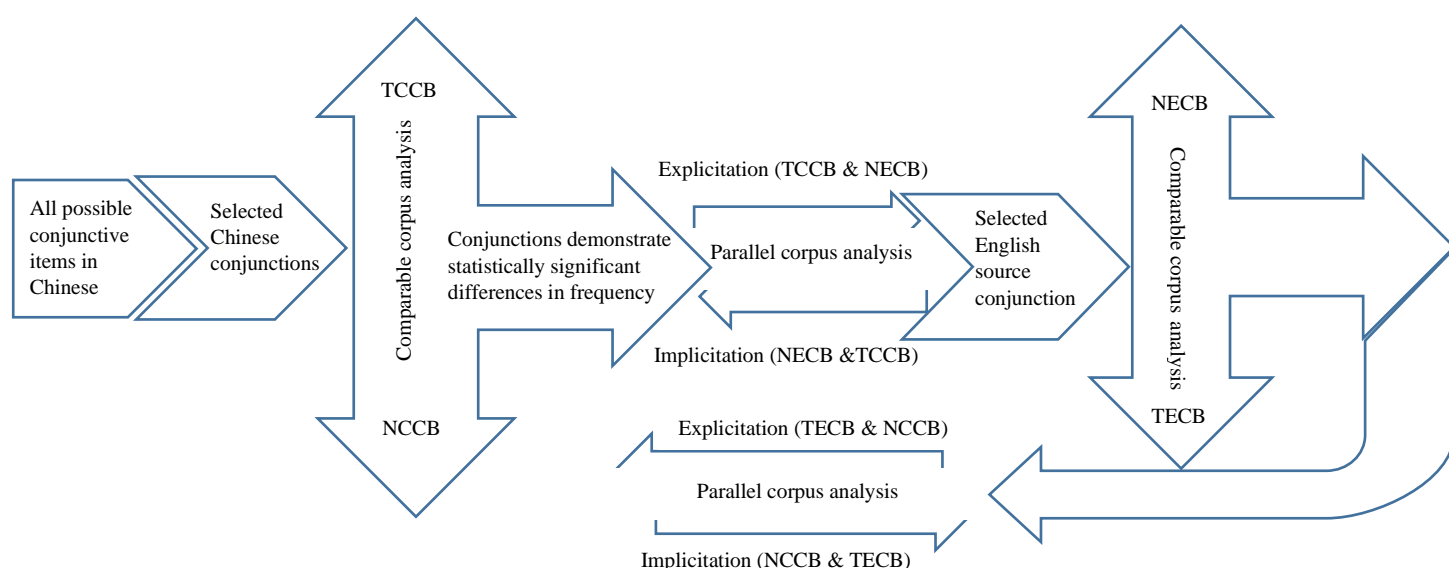 All possible
conjunctive
items in
Chinese
Selected
Chinese
conjunctions
TCCB
Comparable corpus analysis
NCCB
Conjunctions demonstrate
statistically significant
differences in frequency
Explicitation (TCCB & NECB)
Parallel corpus analysis
Implicitation (NECB &TCCB)
Selected
English
source
conjunction
NECB
Comparable corpus analysis
TECB
Explicitation (TECB & NCCB)
Parallel corpus analysis
Implicitation (NCCB & TECB)